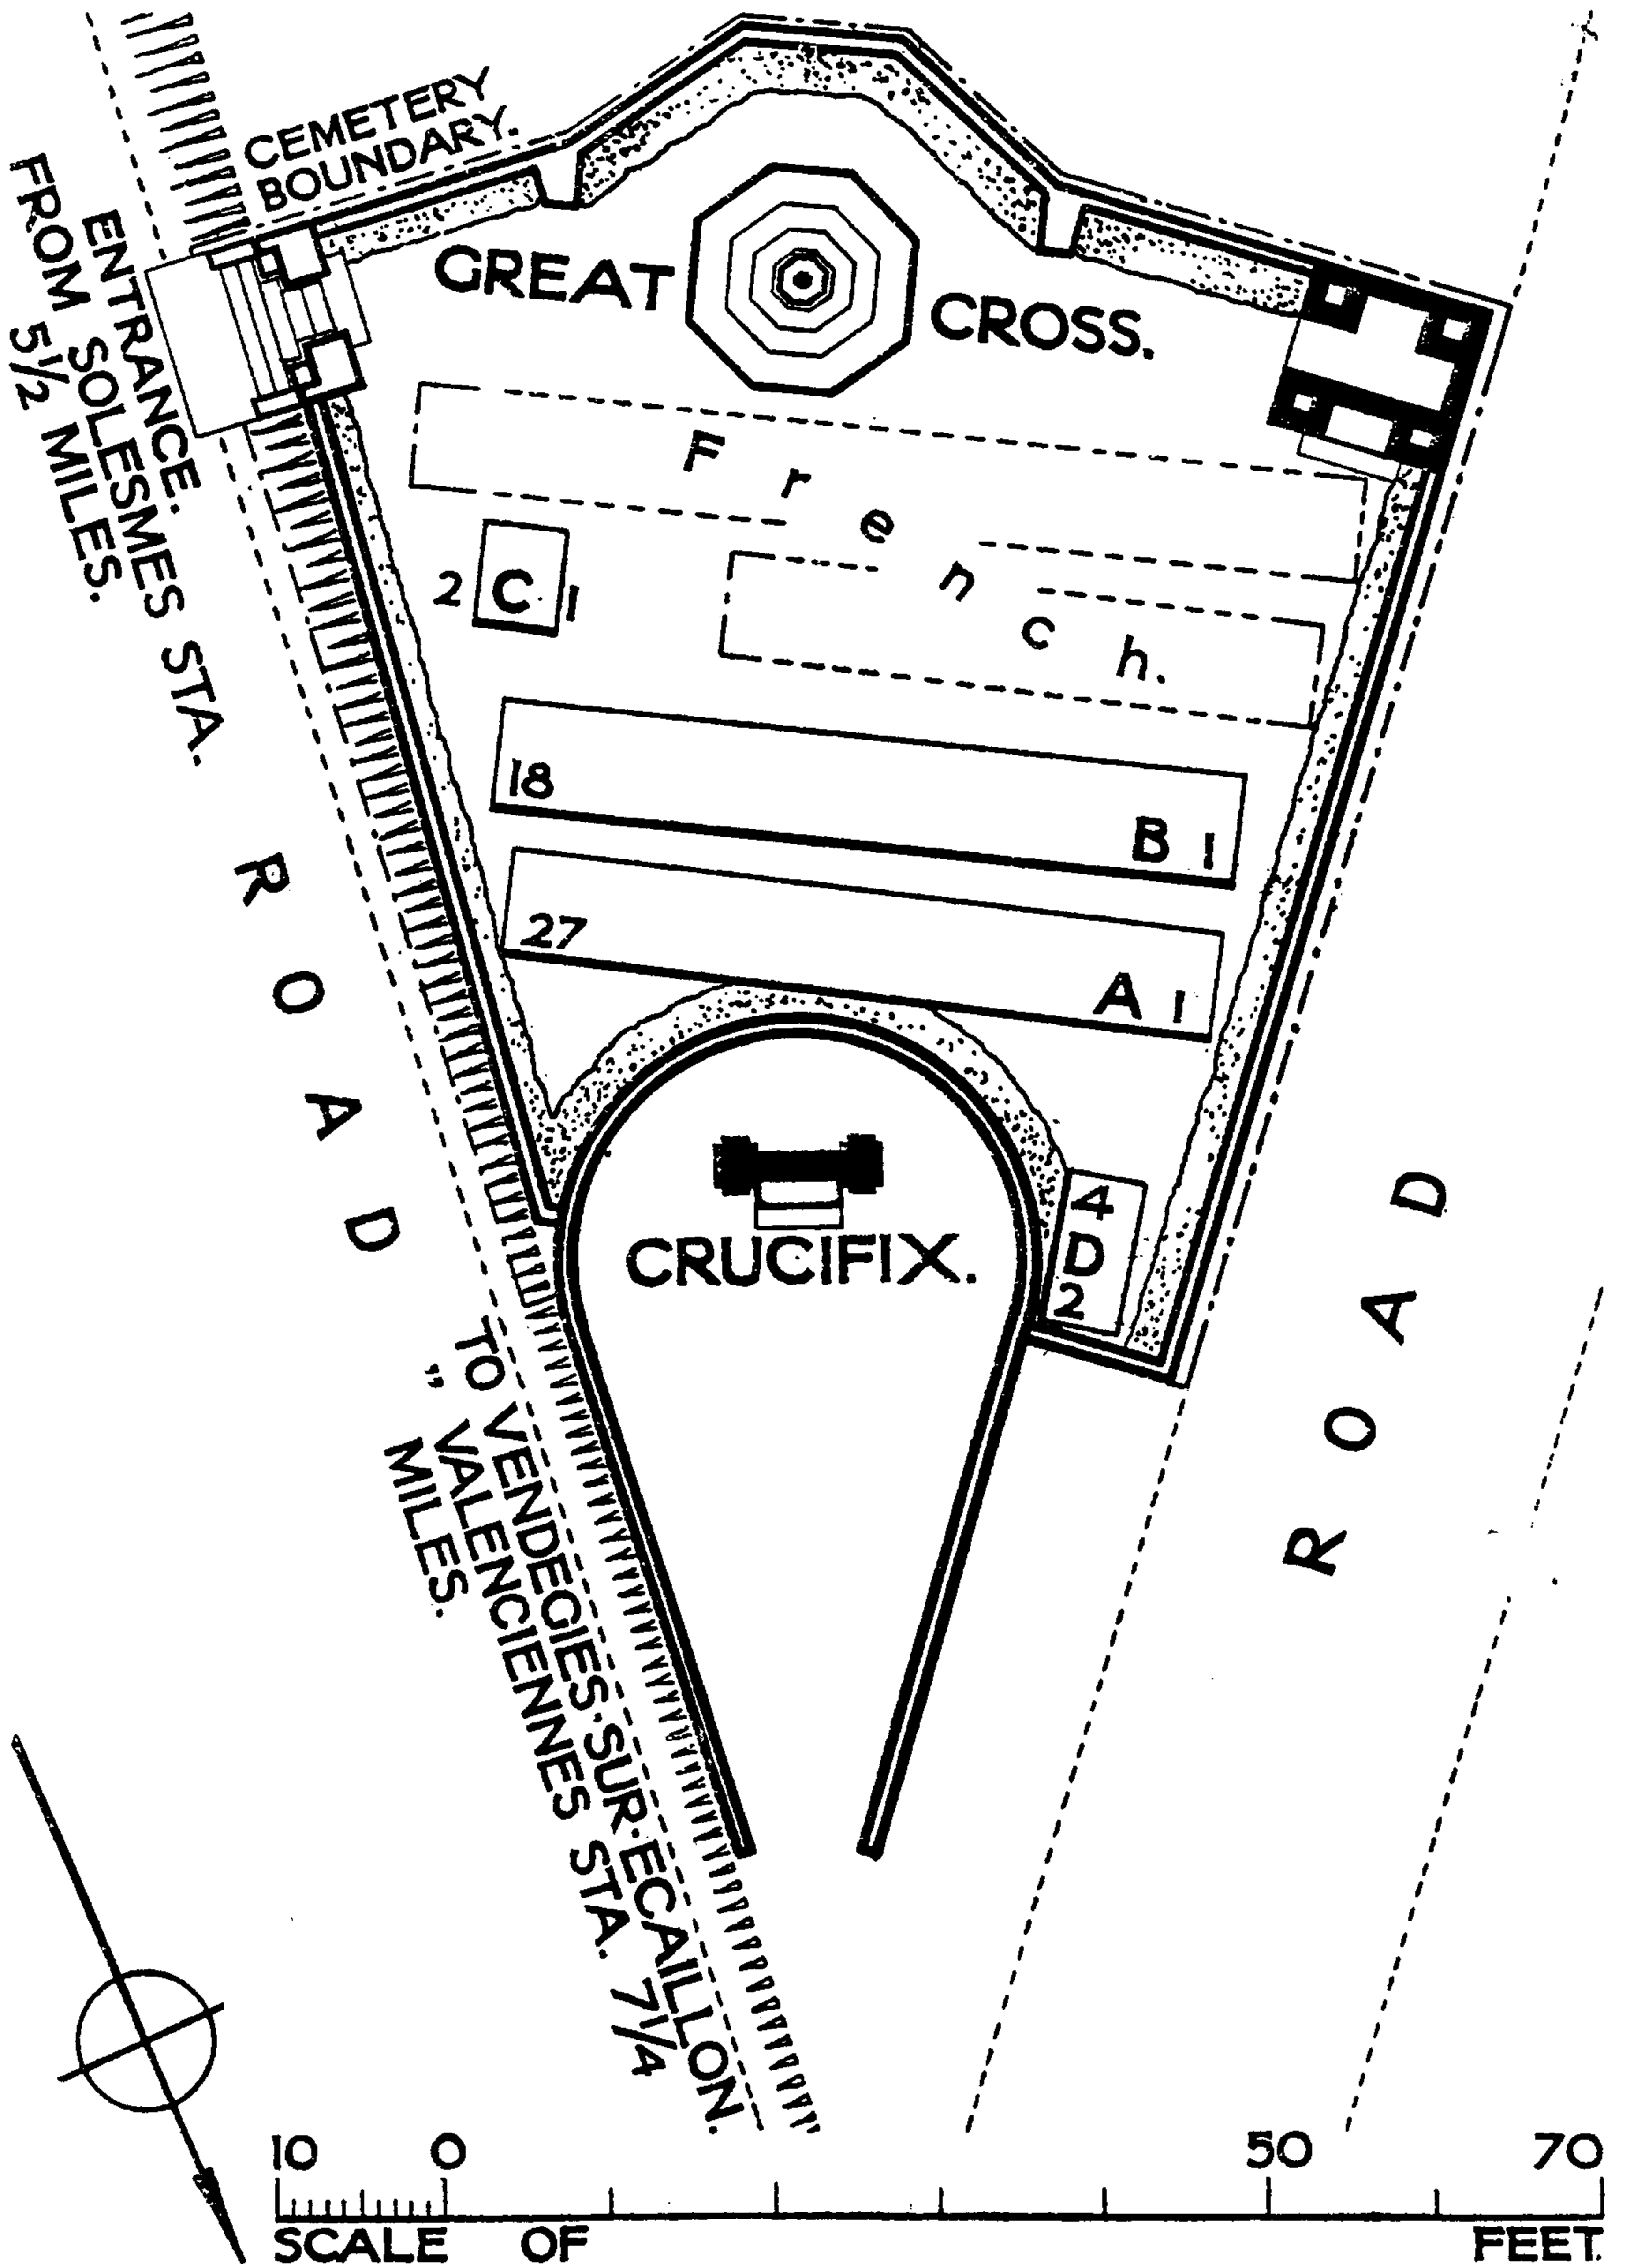 CEMETERY
BOUNDARY.
ENTRANCE.
FROM SOLESMES STA.
5½ MILES.
GREAT CROSS.
French.
2 C 1
18 B 1
27 A 1
ROAD
CRUCIFIX.
4
D
2
ROAD
TO VENDEGIES·SUR·ECAILLON.
" VALENCIENNES STA. 7¼
MILES.
10 0 50 70
SCALE OF FEET.